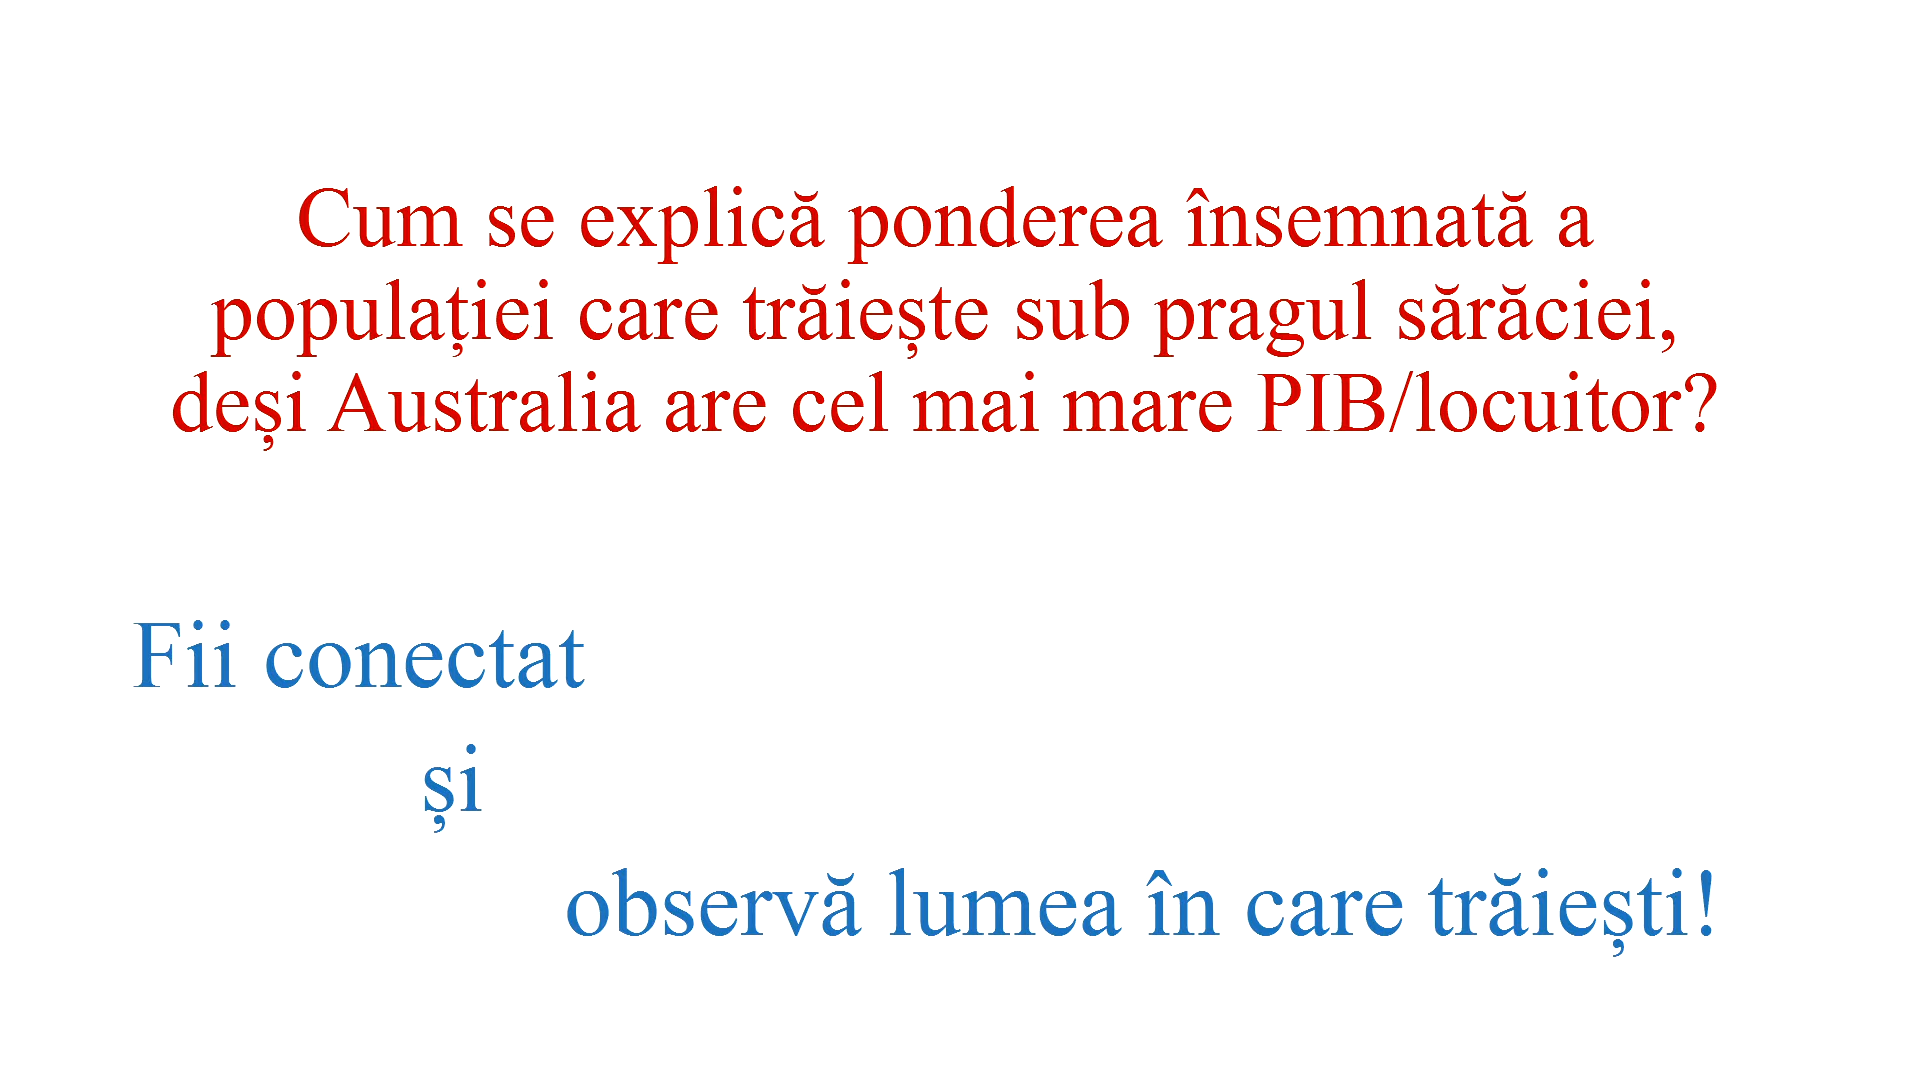 Cum se explică ponderea însemnată a
populației care trăiește sub pragul sărăciei,
deși Australia are cel mai mare PIB/locuitor?
Fii conectat
și
observă lumea în care trăiești!